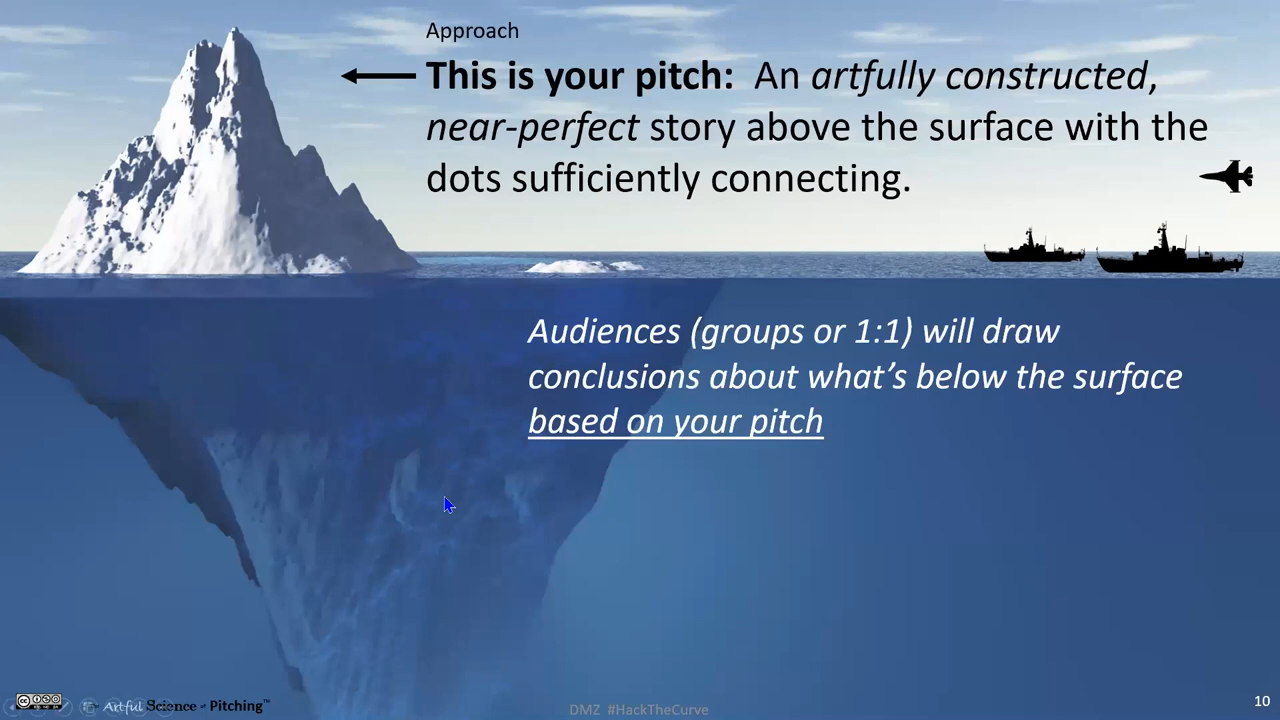 Approach
This is your pitch: An artfully constructed,
near-perfect story above the surface with the
dots sufficiently connecting.
Audiences (groups or 1:1) will draw
conclusions about what's below the surface
based on your pitch
Artful Science of Pitching™
DMZ #HackTheCurve
10